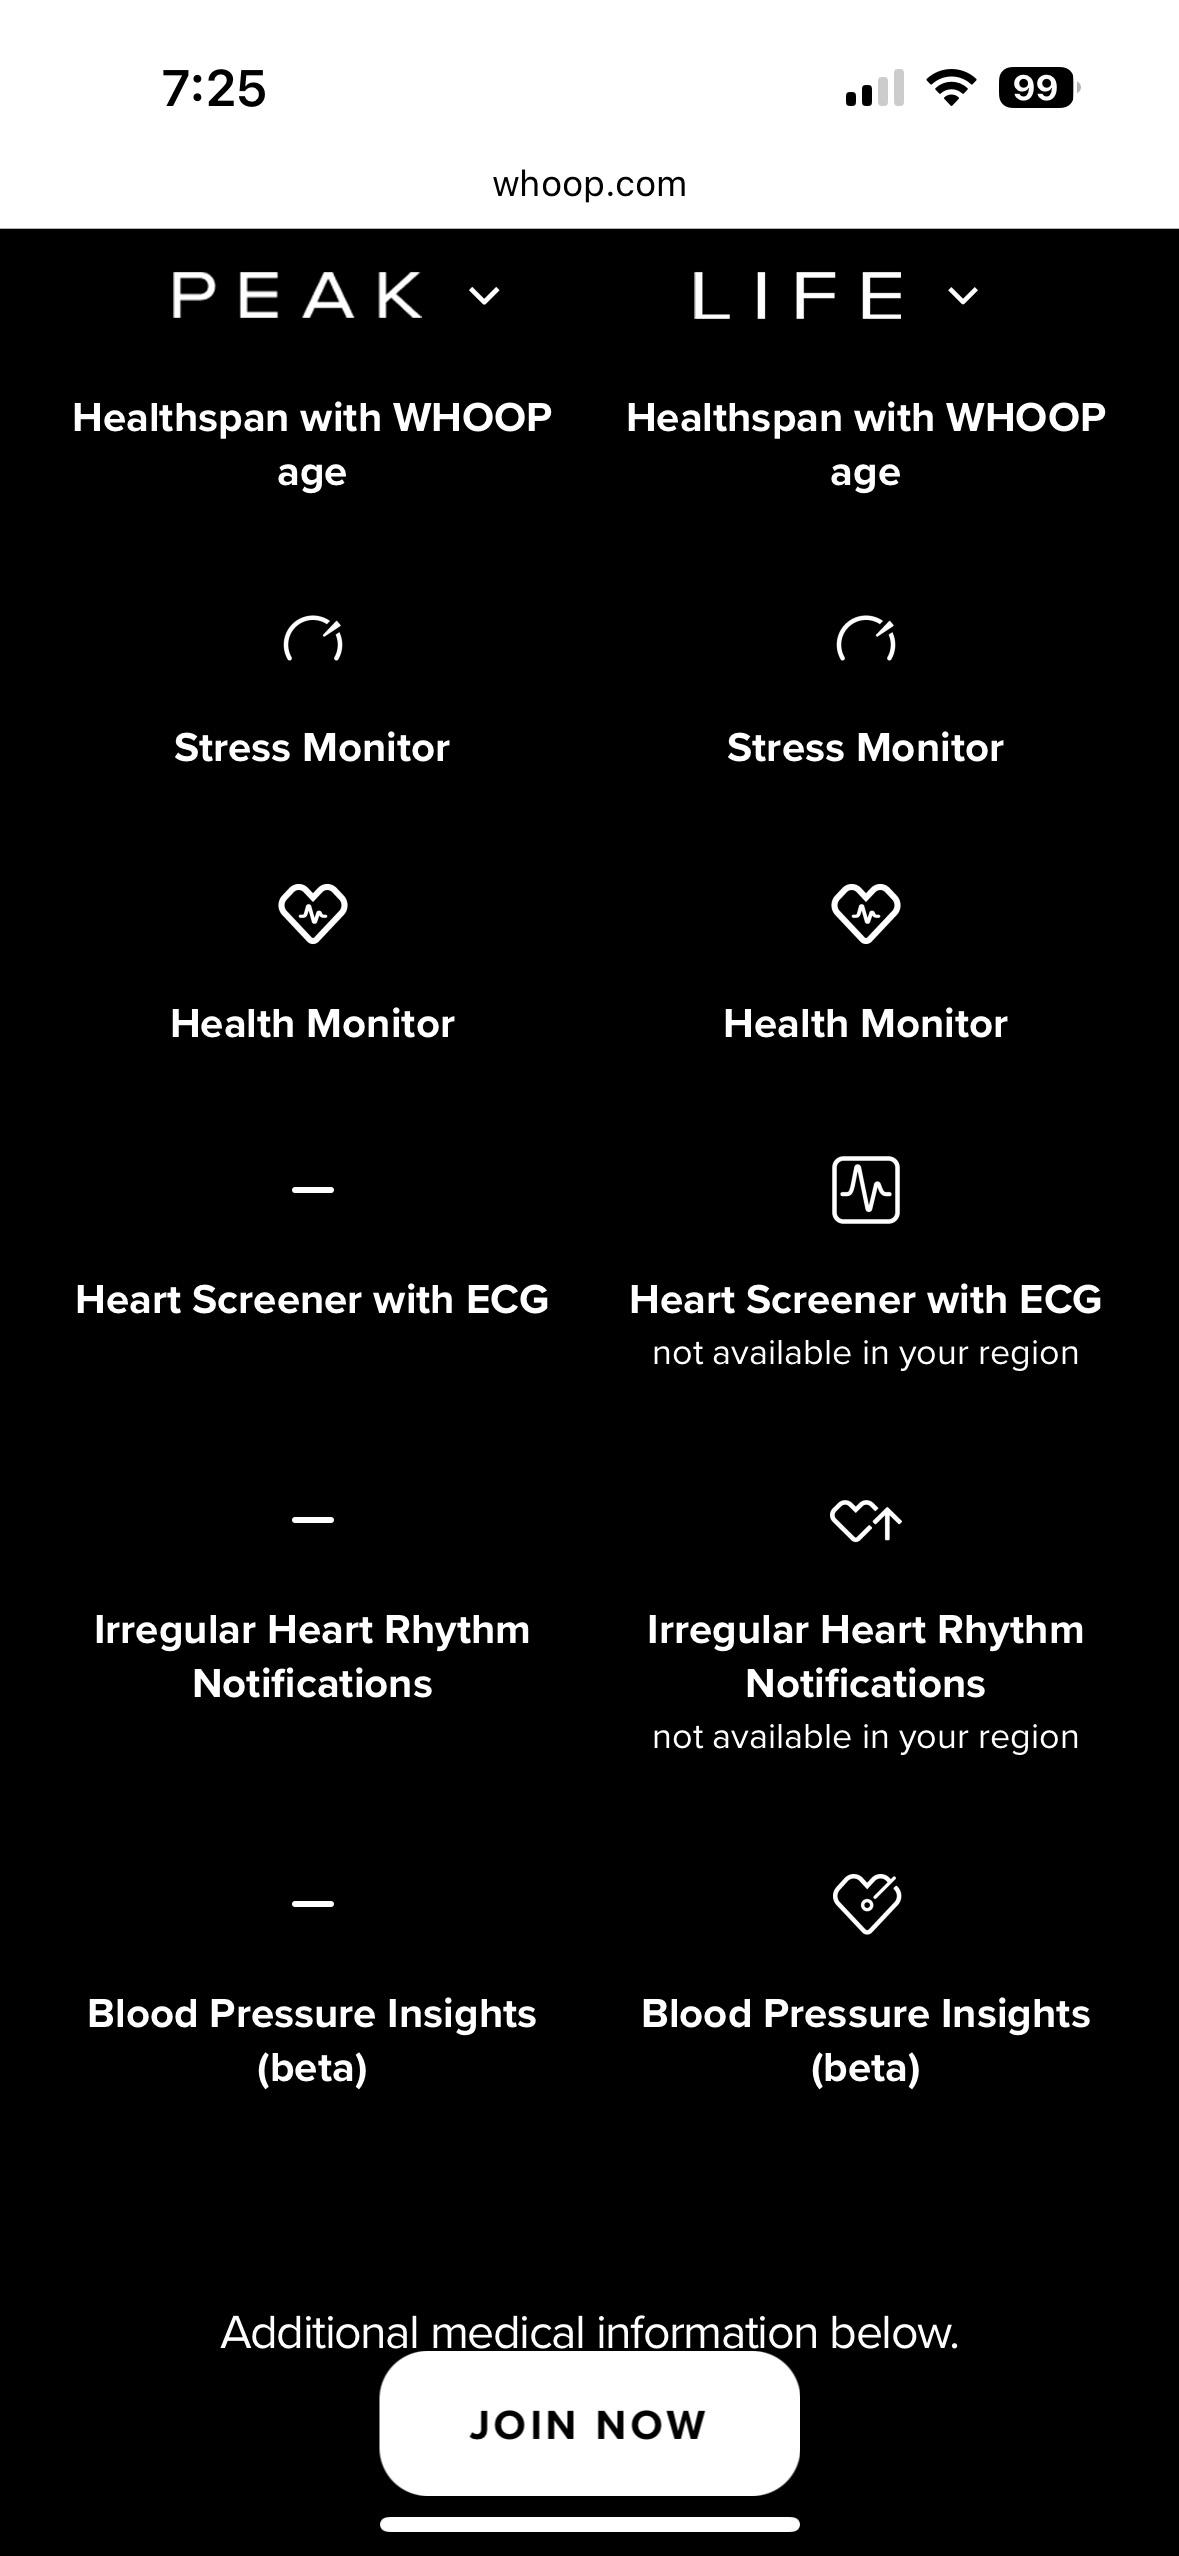 7:25
99
whoop.com
PEAK
LIFE
Healthspan with WHOOP
age
Healthspan with WHOOP
age
Stress Monitor
Stress Monitor
Health Monitor
Health Monitor
Heart Screener with ECG
Heart Screener with ECG
not available in your region
Irregular Heart Rhythm
Notifications
Irregular Heart Rhythm
Notifications
not available in your region
Blood Pressure Insights
(beta)
Blood Pressure Insights
(beta)
Additional medical information below.
JOIN NOW